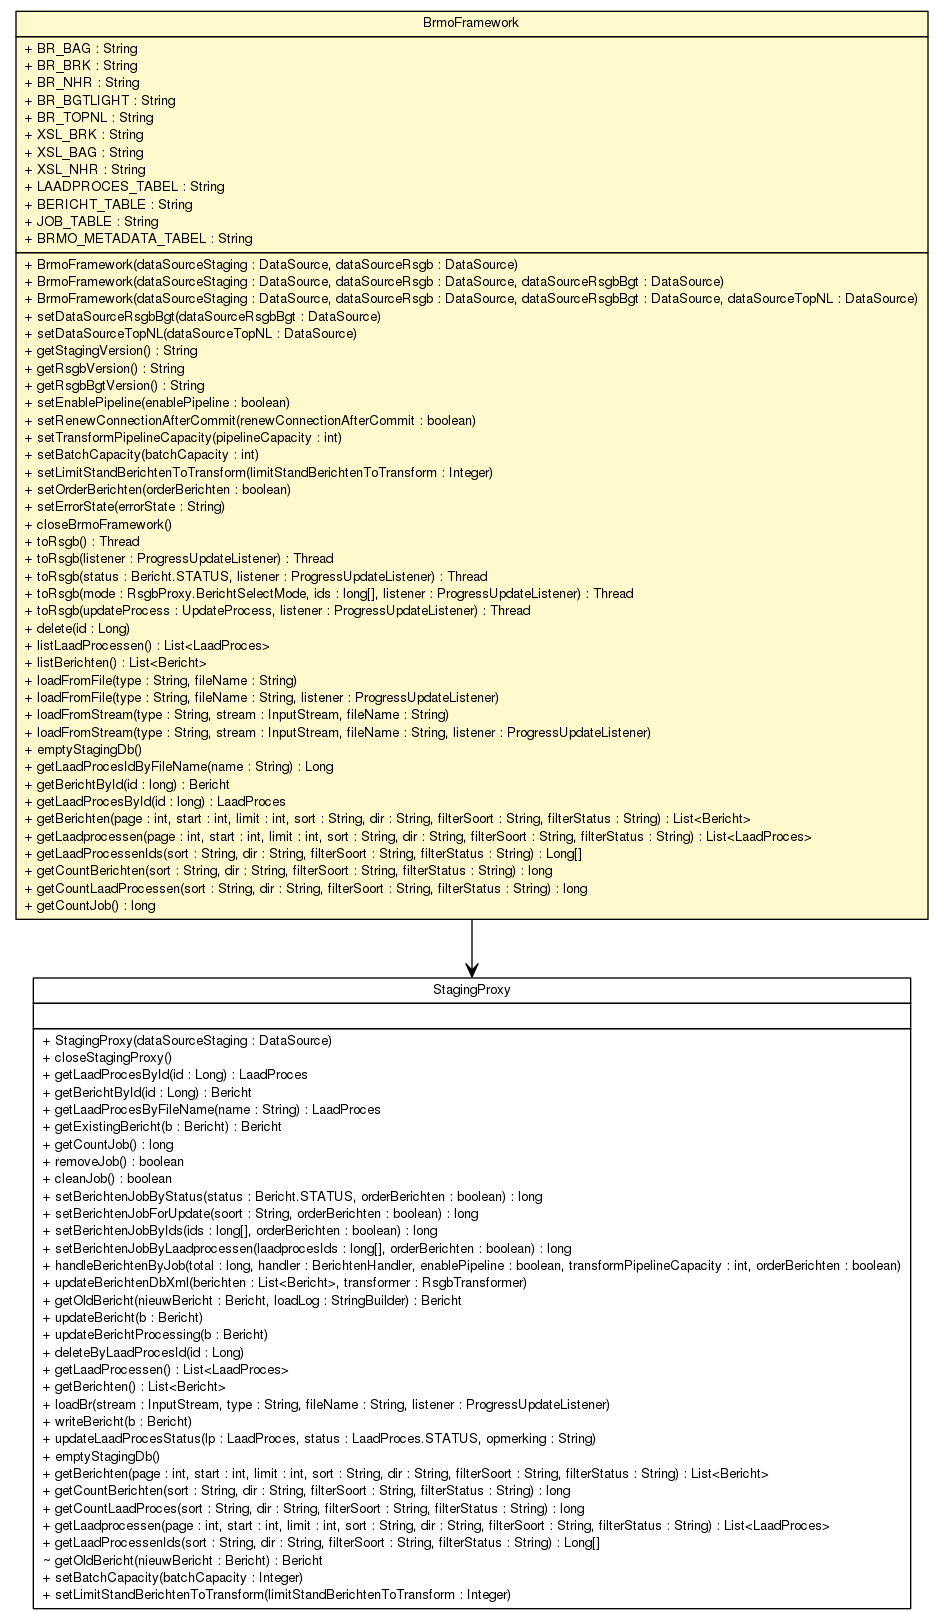 BrmoFramework
+ BR_BAG : String
+ BR_BRK : String
+ BR_NHR : String
+ BR_BGTLIGHT : String
+ BR_TOPNL : String
+ XSL_BRK : String
+ XSL_BAG : String
+ XSL_NHR : String
+ LAADPROCES_TABEL : String
+ BERICHT_TABLE : String
+ JOB_TABLE : String
+ BRMO_METADATA_TABEL : String
+ BrmoFramework(dataSourceStaging : DataSource, dataSourceRsgb : DataSource)
+ BrmoFramework(dataSourceStaging : DataSource, dataSourceRsgb : DataSource, dataSourceRsgbBgt : DataSource)
+ BrmoFramework(dataSourceStaging : DataSource, dataSourceRsgb : DataSource, dataSourceRsgbBgt : DataSource, dataSourceTopNL : DataSource)
+ setDataSourceRsgbBgt(dataSourceRsgbBgt : DataSource)
+ setDataSourceTopNL(dataSourceTopNL : DataSource)
+ getStagingVersion() : String
+ getRsgbVersion() : String
+ getRsgbBgtVersion() : String
+ setEnablePipeline(enablePipeline : boolean)
+ setRenewConnectionAfterCommit(renewConnectionAfterCommit : boolean)
+ setTransformPipelineCapacity(pipelineCapacity : int)
+ setBatchCapacity(batchCapacity : int)
+ setLimitStandBerichtenToTransform(limitStandBerichtenToTransform : Integer)
+ setOrderBerichten(orderBerichten : boolean)
+ setErrorState(errorState : String)
+ closeBrmoFramework()
+ toRsgb() : Thread
+ toRsgb(listener : ProgressUpdateListener) : Thread
+ toRsgb(status : Bericht.STATUS, listener : ProgressUpdateListener) : Thread
+ toRsgb(mode : RsgbProxy.BerichtSelectMode, ids : long[], listener : ProgressUpdateListener) : Thread
+ toRsgb(updateProcess : UpdateProcess, listener : ProgressUpdateListener) : Thread
+ delete(id : Long)
+ listLaadProcessen() : List<LaadProces>
+ listBerichten() : List<Bericht>
+ loadFromFile(type : String, fileName : String)
+ loadFromFile(type : String, fileName : String, listener : ProgressUpdateListener)
+ loadFromStream(type : String, stream : InputStream, fileName : String)
+ loadFromStream(type : String, stream : InputStream, fileName : String, listener : ProgressUpdateListener)
+ emptyStagingDb()
+ getLaadProcesIdByFileName(name : String) : Long
+ getBerichtById(id : long) : Bericht
+ getLaadProcesById(id : long) : LaadProces
+ getBerichten(page : int, start : int, limit : int, sort : String, dir : String, filterSoort : String, filterStatus : String) : List<Bericht>
+ getLaadprocessen(page : int, start : int, limit : int, sort : String, dir : String, filterSoort : String, filterStatus : String) : List<LaadProces>
+ getLaadProcessenIds(sort : String, dir : String, filterSoort : String, filterStatus : String) : Long[]
+ getCountBerichten(sort : String, dir : String, filterSoort : String, filterStatus : String) : long
+ getCountLaadProcessen(sort : String, dir : String, filterSoort : String, filterStatus : String) : long
+ getCountJob() : long
StagingProxy
+ StagingProxy(dataSourceStaging : DataSource)
+ closeStagingProxy()
+ getLaadProcesById(id : Long) : LaadProces
+ getBerichtById(id : Long) : Bericht
+ getLaadProcesByFileName(name : String) : LaadProces
+ getExistingBericht(b : Bericht) : Bericht
+ getCountJob() : long
+ removeJob() : boolean
+ cleanJob() : boolean
+ setBerichtenJobByStatus(status : Bericht.STATUS, orderBerichten : boolean) : long
+ setBerichtenJobForUpdate(soort : String, orderBerichten : boolean) : long
+ setBerichtenJobByIds(ids : long[], orderBerichten : boolean) : long
+ setBerichtenJobByLaadprocessen(laadprocesIds : long[], orderBerichten : boolean) : long
+ handleBerichtenByJob(total : long, handler : BerichtenHandler, enablePipeline : boolean, transformPipelineCapacity : int, orderBerichten : boolean)
+ updateBerichtenDbXml(berichten : List<Bericht>, transformer : RsgbTransformer)
+ getOldBericht(nieuwBericht : Bericht, loadLog : StringBuilder) : Bericht
+ updateBericht(b : Bericht)
+ updateBerichtProcessing(b : Bericht)
+ deleteByLaadProcesId(id : Long)
+ getLaadProcessen() : List<LaadProces>
+ getBerichten() : List<Bericht>
+ loadBr(stream : InputStream, type : String, fileName : String, listener : ProgressUpdateListener)
+ writeBericht(b : Bericht)
+ updateLaadProcesStatus(lp : LaadProces, status : LaadProces.STATUS, opmerking : String)
+ emptyStagingDb()
+ getBerichten(page : int, start : int, limit : int, sort : String, dir : String, filterSoort : String, filterStatus : String) : List<Bericht>
+ getCountBerichten(sort : String, dir : String, filterSoort : String, filterStatus : String) : long
+ getCountLaadProces(sort : String, dir : String, filterSoort : String, filterStatus : String) : long
+ getLaadprocessen(page : int, start : int, limit : int, sort : String, dir : String, filterSoort : String, filterStatus : String) : List<LaadProces>
+ getLaadProcessenIds(sort : String, dir : String, filterSoort : String, filterStatus : String) : Long[]
~ getOldBericht(nieuwBericht : Bericht) : Bericht
+ setBatchCapacity(batchCapacity : Integer)
+ setLimitStandBerichtenToTransform(limitStandBerichtenToTransform : Integer)